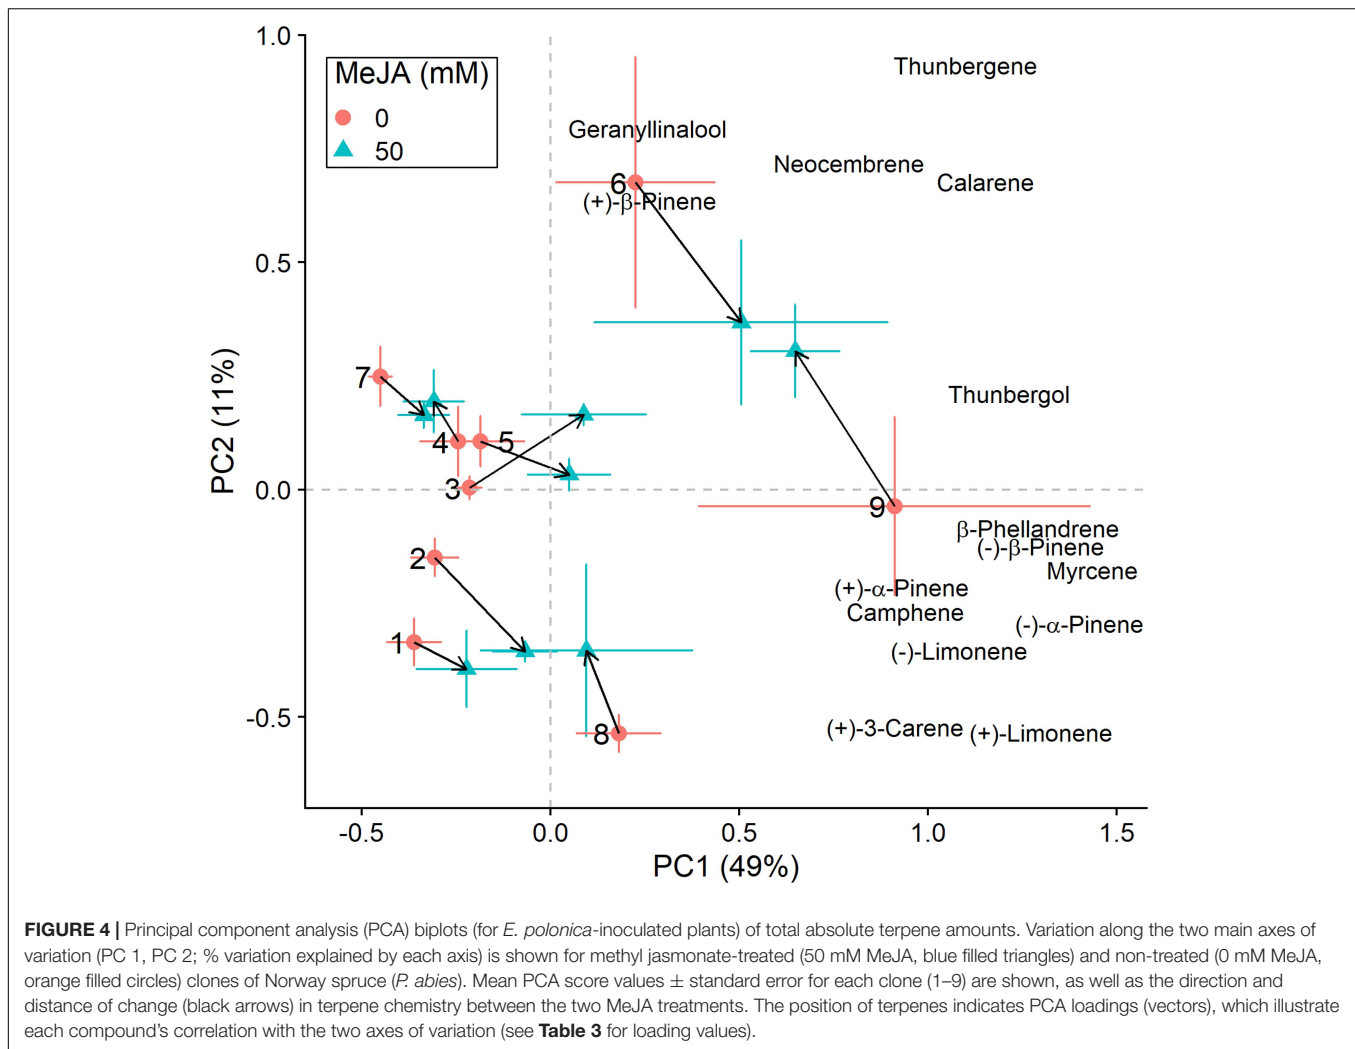 1.0
0.5
0.0
-0.5
PC2 (11%)
MeJA (mM)
0
50
Thunbergene
Geranyllinalool
Neocembrene
Calarene
6
(+)-β-Pinene
7
Thunbergol
4
5
3
9
β-Phellandrene
(-)-β-Pinene
Myrcene
2
(+)-α-Pinene
Camphene
(-)-α-Pinene
1
(-)-Limonene
8
(+)-3-Carene
(+)-Limonene
-0.5
0.0
0.5
1.0
1.5
PC1 (49%)
FIGURE 4 | Principal component analysis (PCA) biplots (for E. polonica-inoculated plants) of total absolute terpene amounts. Variation along the two main axes of
variation (PC 1, PC 2; % variation explained by each axis) is shown for methyl jasmonate-treated (50 mM MeJA, blue filled triangles) and non-treated (0 mM MeJA,
orange filled circles) clones of Norway spruce (P. abies). Mean PCA score values ± standard error for each clone (1–9) are shown, as well as the direction and
distance of change (black arrows) in terpene chemistry between the two MeJA treatments. The position of terpenes indicates PCA loadings (vectors), which illustrate
each compound's correlation with the two axes of variation (see Table 3 for loading values).